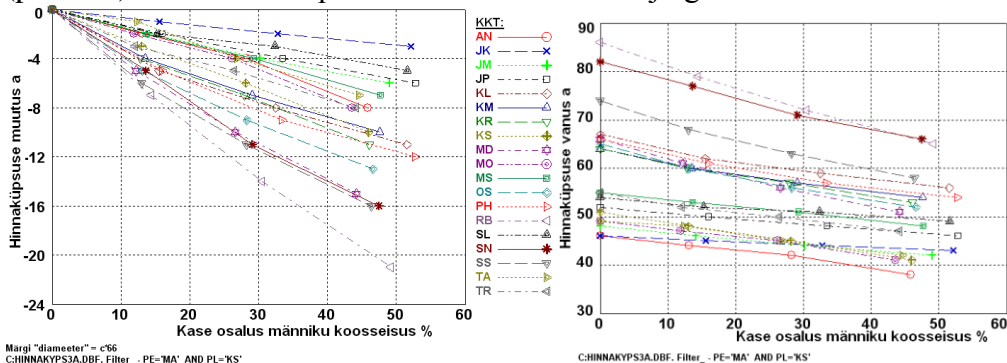 Hinnaküpsuse muutus a
0
-4
-8
-12
-16
-20
-24
0 10 20 30 40 50 60
Kase osalus männiku koosseisus %
Märgi "diameeter" = c'66
C:HINNAKYPS3A.DBF, Filter_ - PE='MA' AND PL='KS'
KKT:
AN
JK
JM
JP
KL
KM
KR
KS
MD
MO
MS
OS
PH
RB
SL
SN
SS
TA
TR
Hinnaküpsuse vanus a
90
80
70
60
50
40
30
0 10 20 30 40 50 60
Kase osalus männiku koosseisus %
C:HINNAKYPS3A.DBF, Filter_ - PE='MA' AND PL='KS'